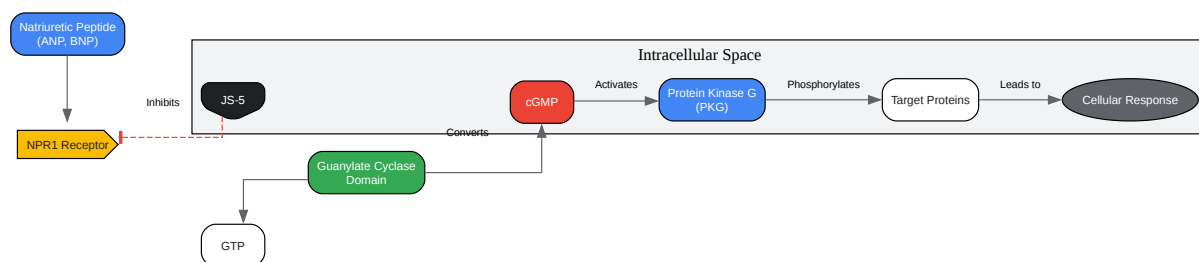 Natriuretic Peptide
(ANP, BNP)
Intracellular Space
Inhibits
JS-5
cGMP
Activates
Protein Kinase G
(PKG)
Phosphorylates
Target Proteins
Leads to
Cellular Response
NPR1 Receptor
Converts
Guanylate Cyclase
Domain
GTP